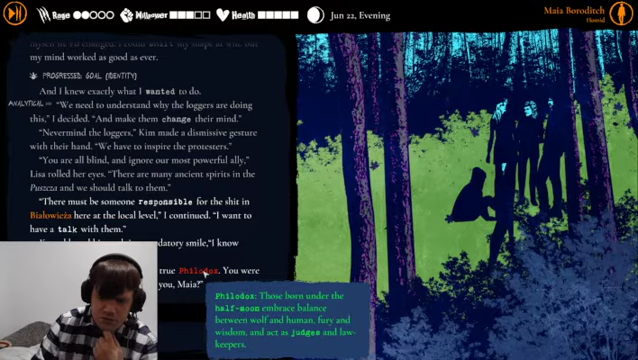 Rage
Willpower
Health
Jun 22, Evening
Maia Boroditch
Homid
my mind worked as good as ever.
PROGRESSED: GOAL (IDENTITY)
And I knew exactly what I wanted to do.
ANALYTICAL — “We need to understand why the loggers are doing
this,” I decided. “And make them change their mind.”
“Nevermind the loggers,” Kim made a dismissive gesture
with their hand. “We have to inspire the protesters.”
“You are all blind, and ignore our most powerful ally,”
Lisa rolled her eyes. “There are many ancient spirits in the
Puszcza and we should talk to them.”
“There must be someone responsible for the shit in
Białowieża here at the local level,” I continued. “I want to
have a talk with them.”
datory smile, “I know
true Philodox. You were
you, Maia?”
Philodox: Those born under the
half-moon embrace balance
between wolf and human, fury and
wisdom, and act as judges and law-
keepers.